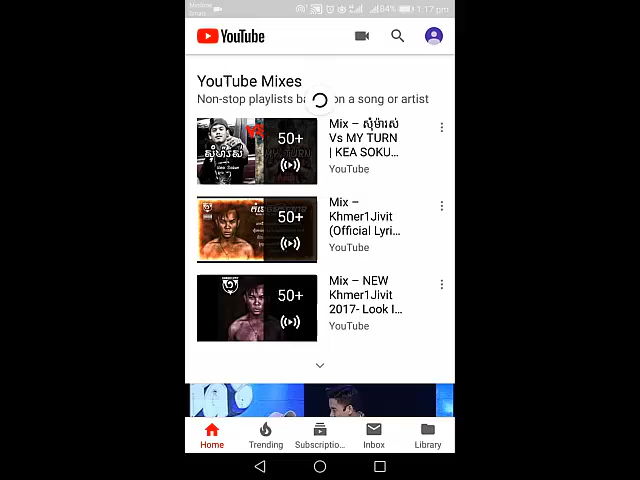 84% 1:17 pm
YouTube
YouTube Mixes
Non-stop playlists ba on a song or artist
50+
Mix – សុំម៉ារស់
Vs MY TURN
| KEA SOKU...
YouTube
50+
Mix –
Khmer1Jivit
(Official Lyri...
YouTube
50+
Mix – NEW
Khmer1Jivit
2017- Look I...
YouTube
Home Trending Subscriptio... Inbox Library